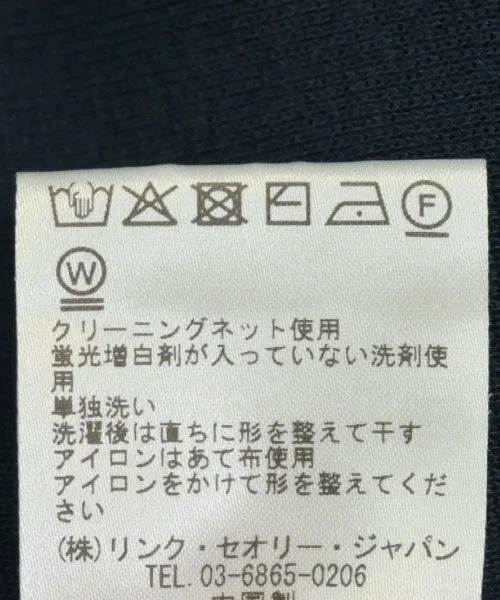 F
W
クリーニングネット使用
蛍光増白剤が入っていない洗剤使
用
単独洗い
洗濯後は直ちに形を整えて干す
アイロンはあて布使用
アイロンをかけて形を整えてくだ
さい
(株)リンク・セオリー・ジャパン
TEL.03-6865-0206